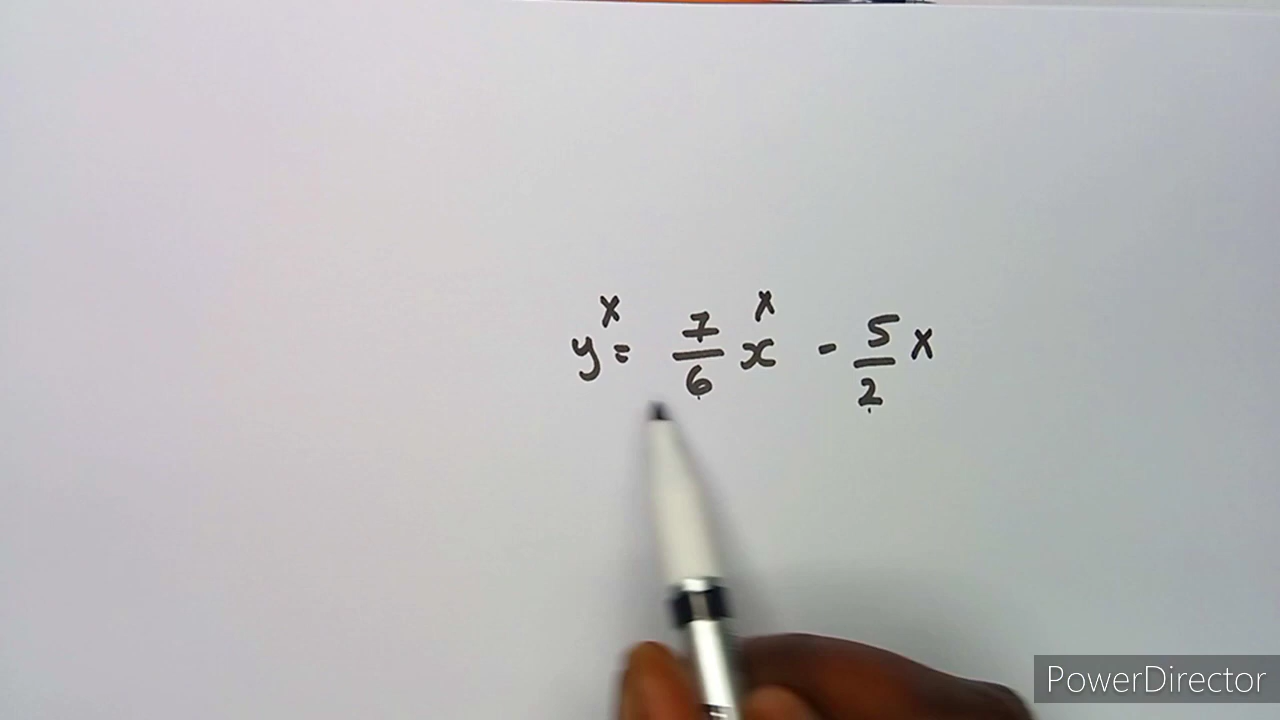 y^x = 7/6 x^x - 5/2 x
PowerDirector